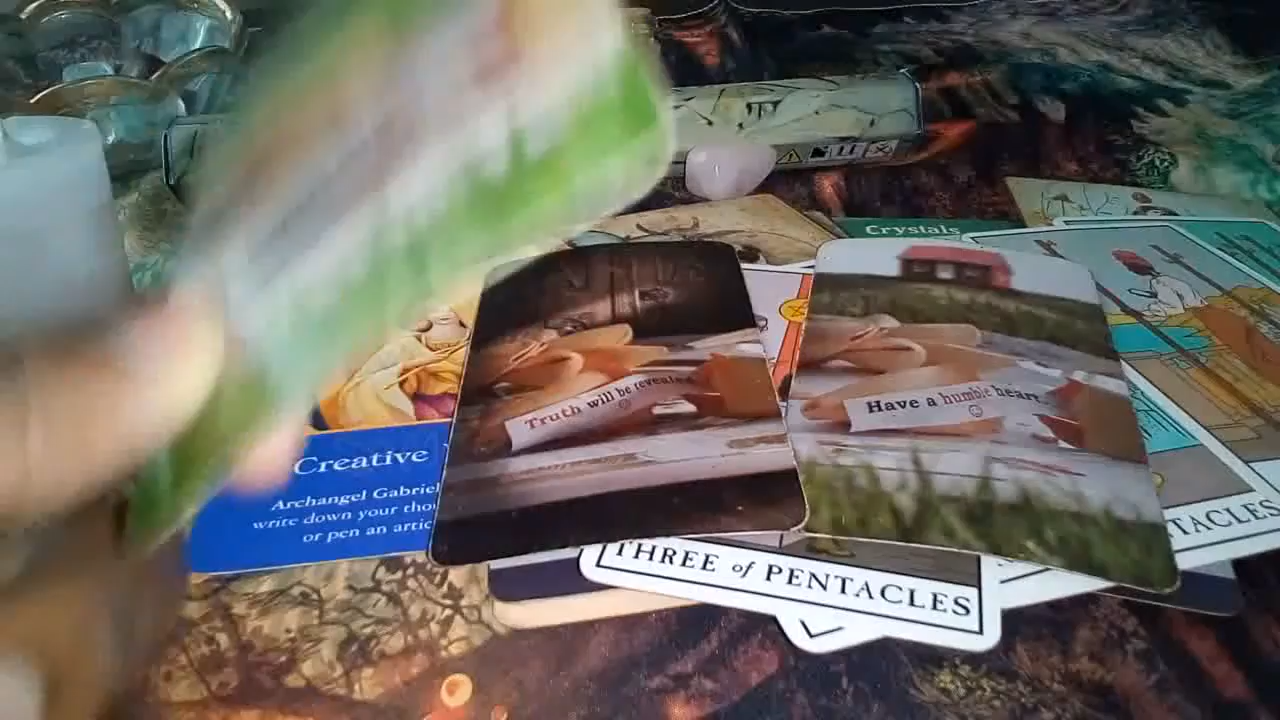 Crystals
Truth will be revealed
Have a humble heart.
Creative
Archangel Gabriel
write down your tho
or pen an artic
THREE of PENTACLES
TACLES